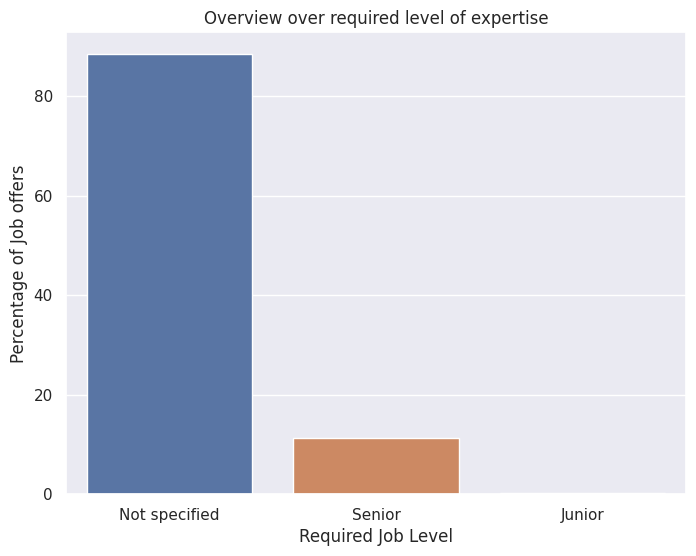 Overview over required level of expertise
Percentage of Job offers
80
60
40
20
0
Not specified
Senior
Junior
Required Job Level